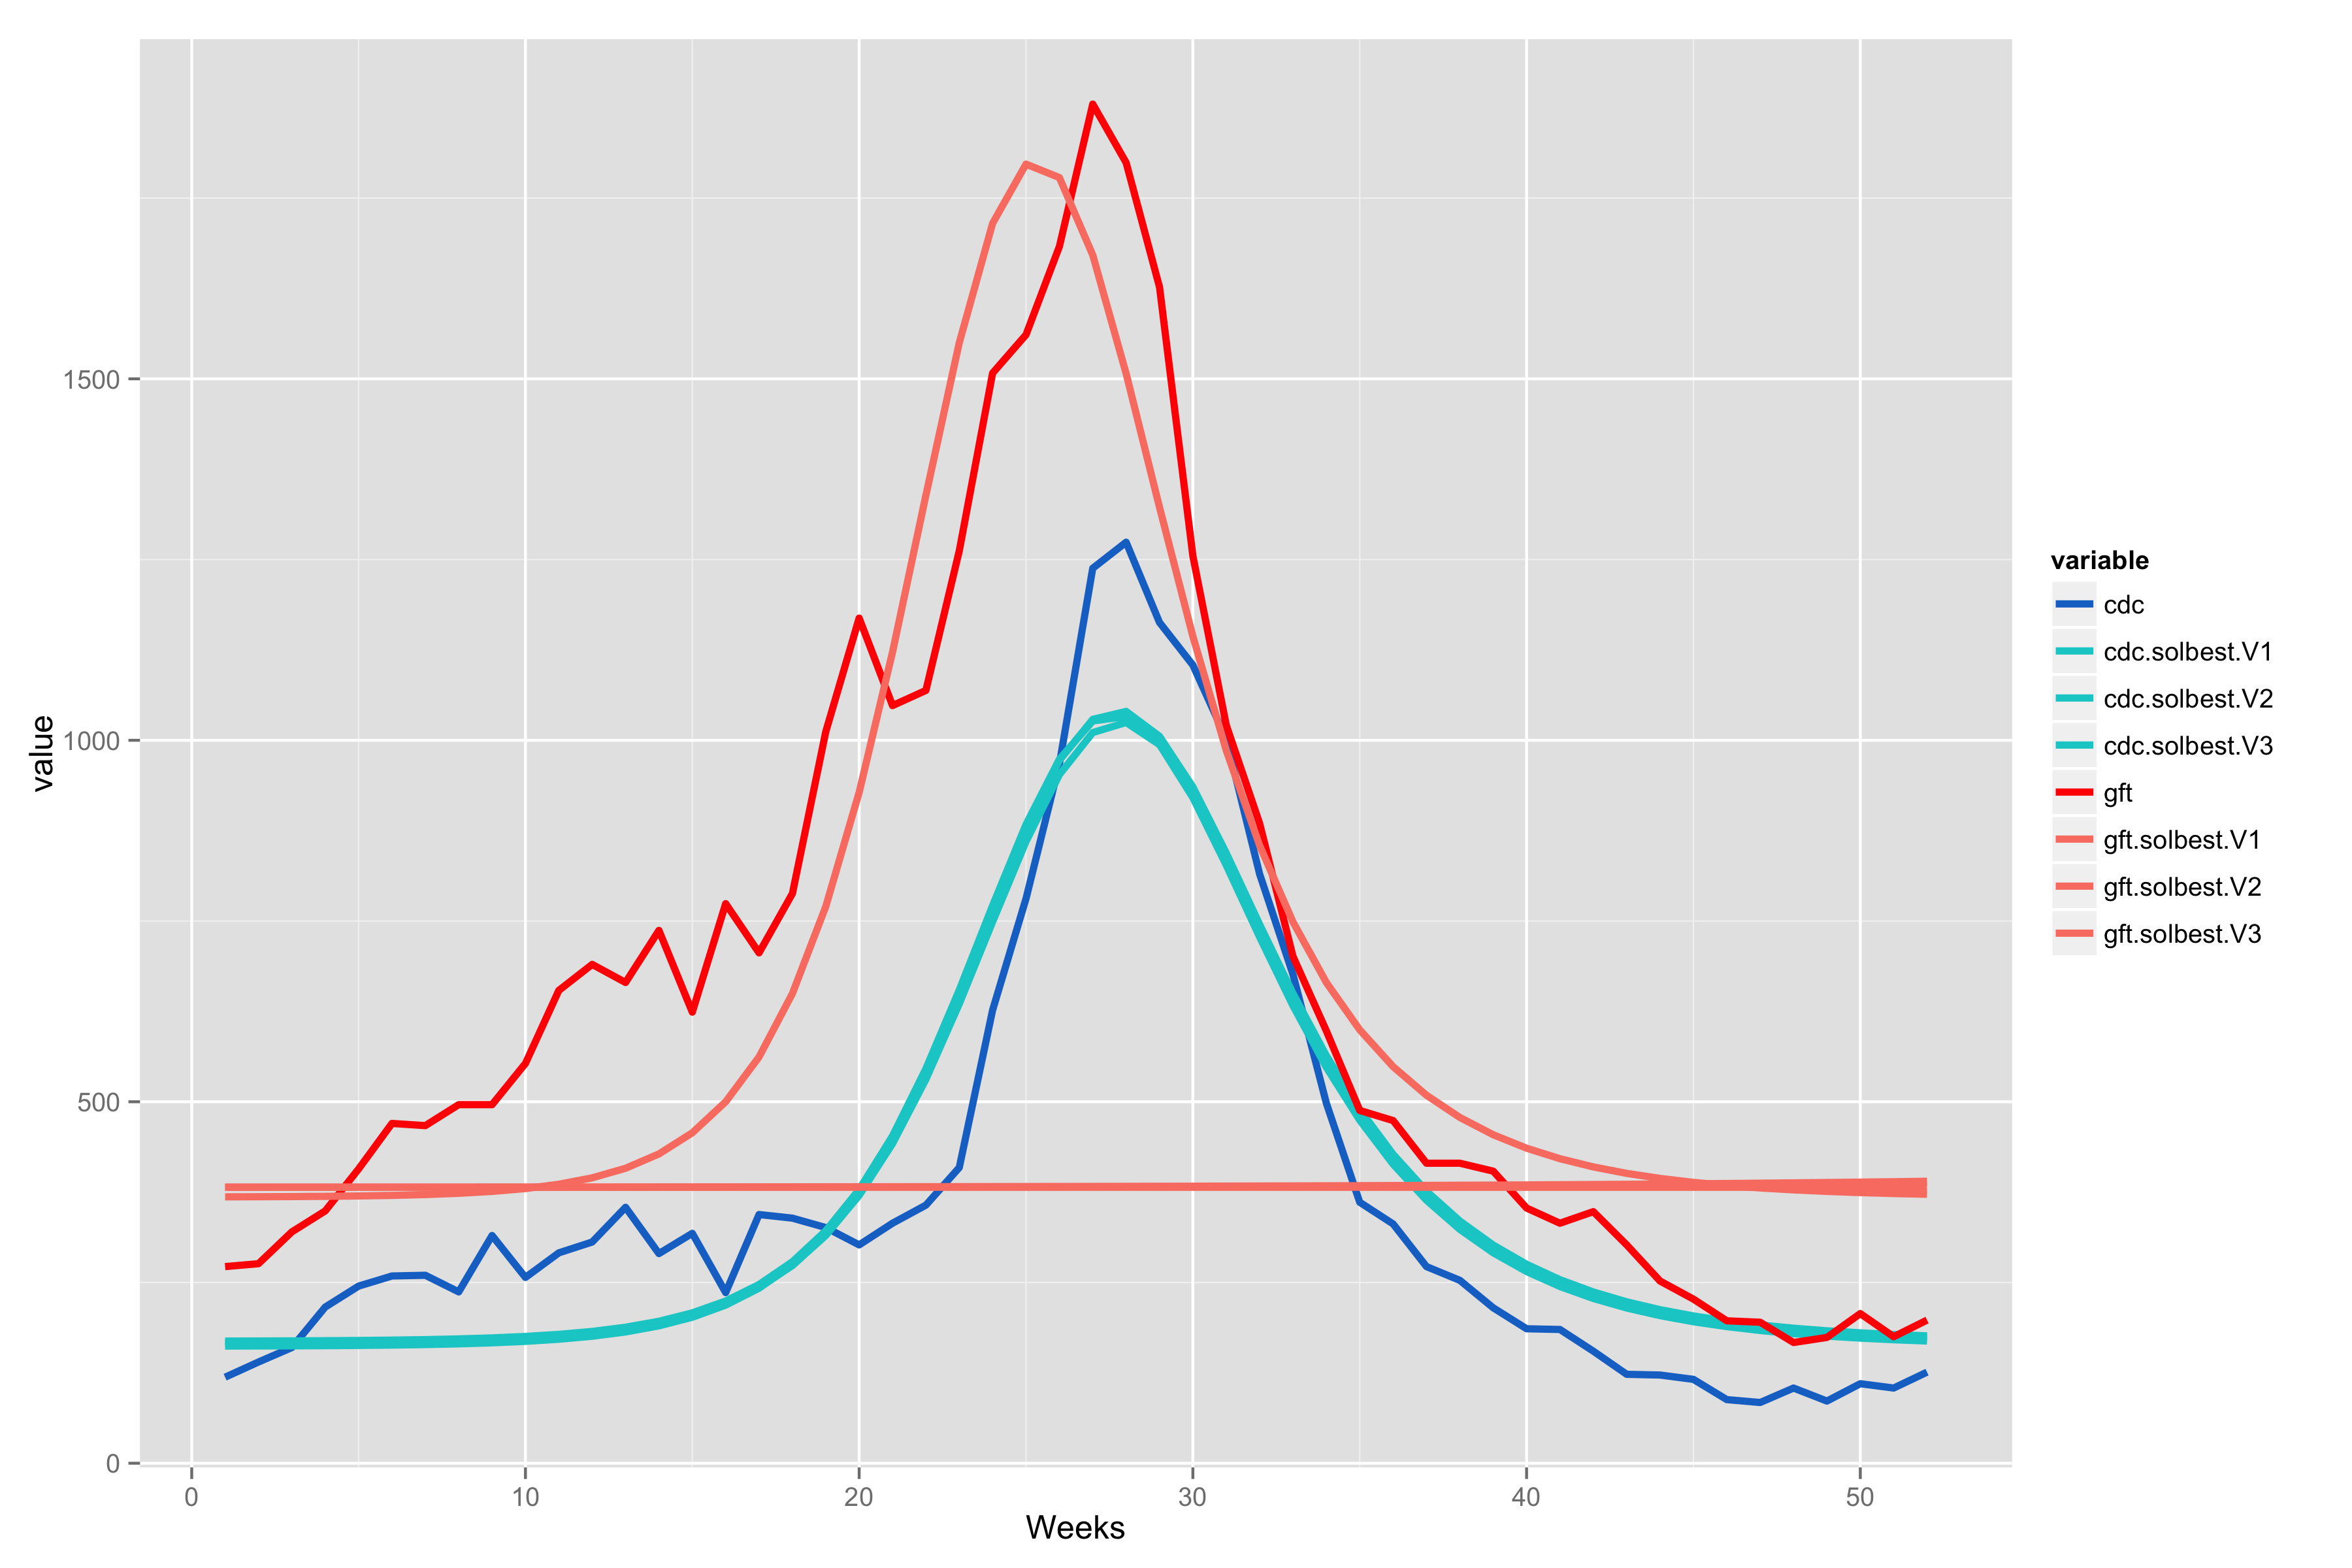 1500
1000
500
0
value
0 10 20 30 40 50
Weeks
variable
cdc
cdc.solbest.V1
cdc.solbest.V2
cdc.solbest.V3
gft
gft.solbest.V1
gft.solbest.V2
gft.solbest.V3